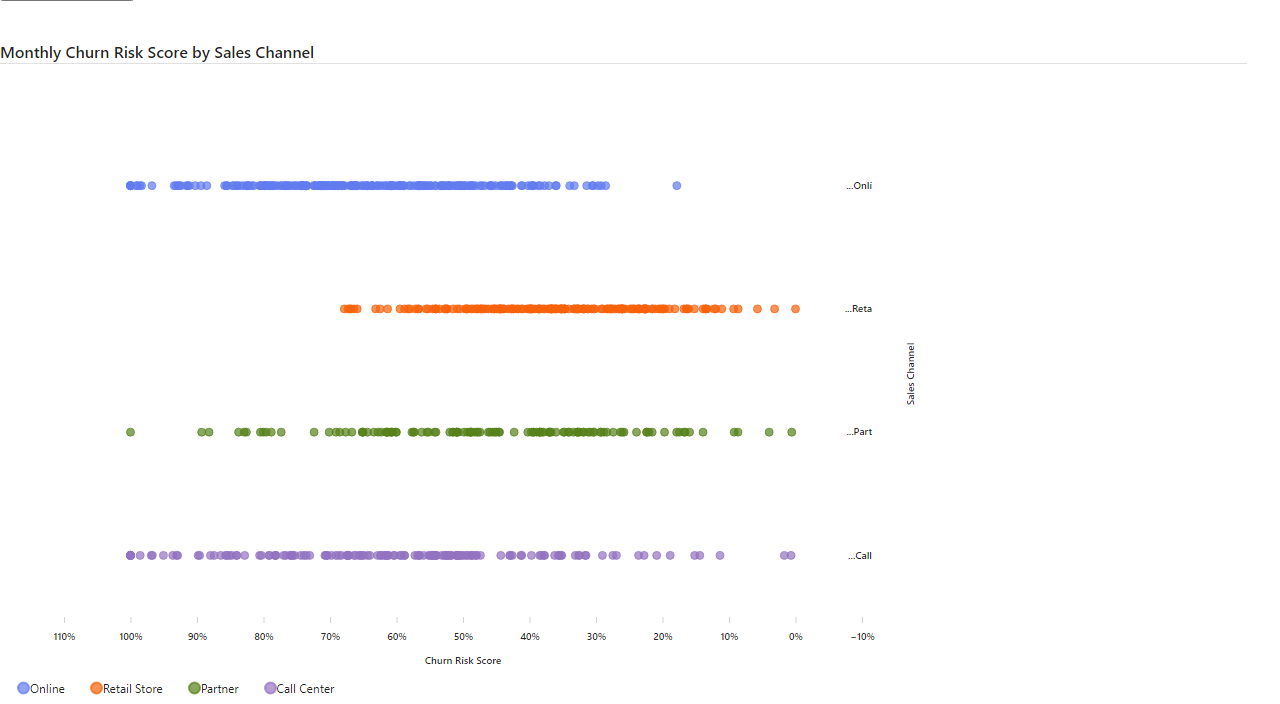 Monthly Churn Risk Score by Sales Channel
...Onli
...Reta
Sales Channel
...Part
...Call
110% 100% 90% 80% 70% 60% 50% 40% 30% 20% 10% 0% −10%
Churn Risk Score
Online Retail Store Partner Call Center